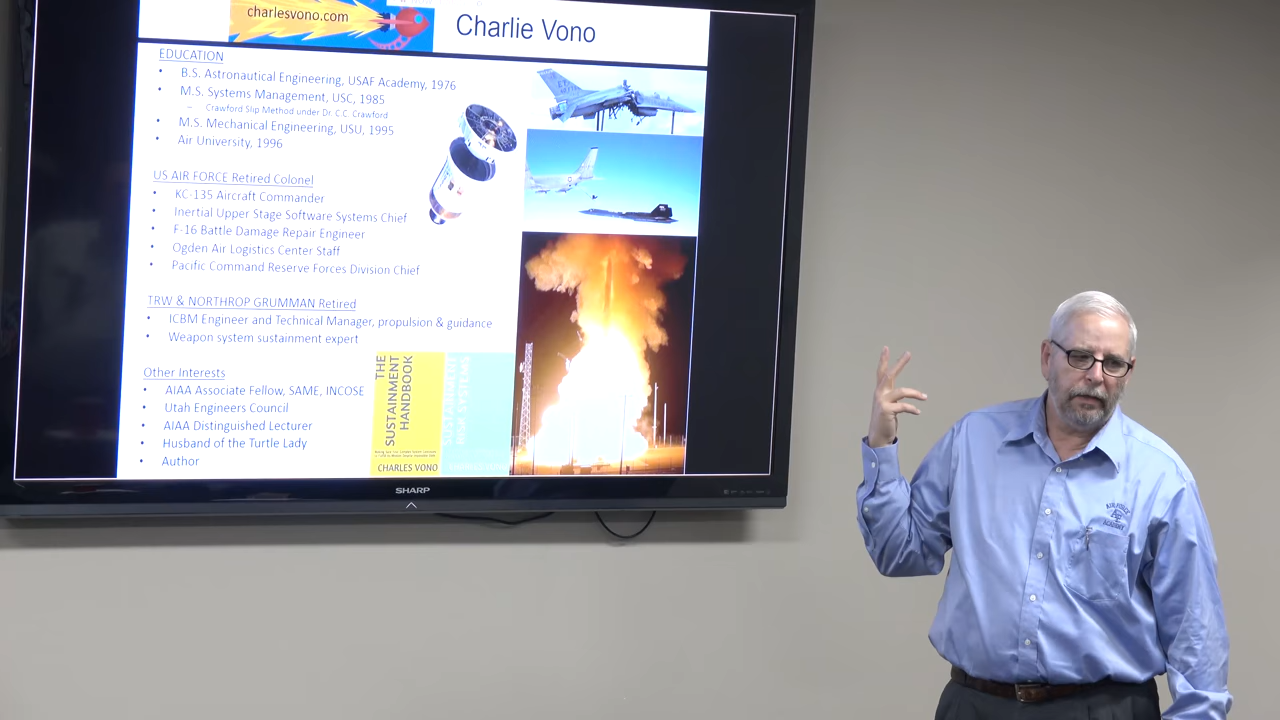 charlesvono.com
Charlie Vono
EDUCATION
• B.S. Astronautical Engineering, USAF Academy, 1976
• M.S. Systems Management, USC, 1985
– Crawford Slip Method under Dr. C.C. Crawford
• M.S. Mechanical Engineering, USU, 1995
• Air University, 1996
US AIR FORCE Retired Colonel
• KC-135 Aircraft Commander
• Inertial Upper Stage Software Systems Chief
• F-16 Battle Damage Repair Engineer
• Ogden Air Logistics Center Staff
• Pacific Command Reserve Forces Division Chief
TRW & NORTHROP GRUMMAN Retired
• ICBM Engineer and Technical Manager, propulsion & guidance
• Weapon system sustainment expert
Other Interests
• AIAA Associate Fellow, SAME, INCOSE
• Utah Engineers Council
• AIAA Distinguished Lecturer
• Husband of the Turtle Lady
• Author
THE
SUSTAINMENT
HANDBOOK
CHARLES VONO
SHARP
AIR FORCE
ACADEMY